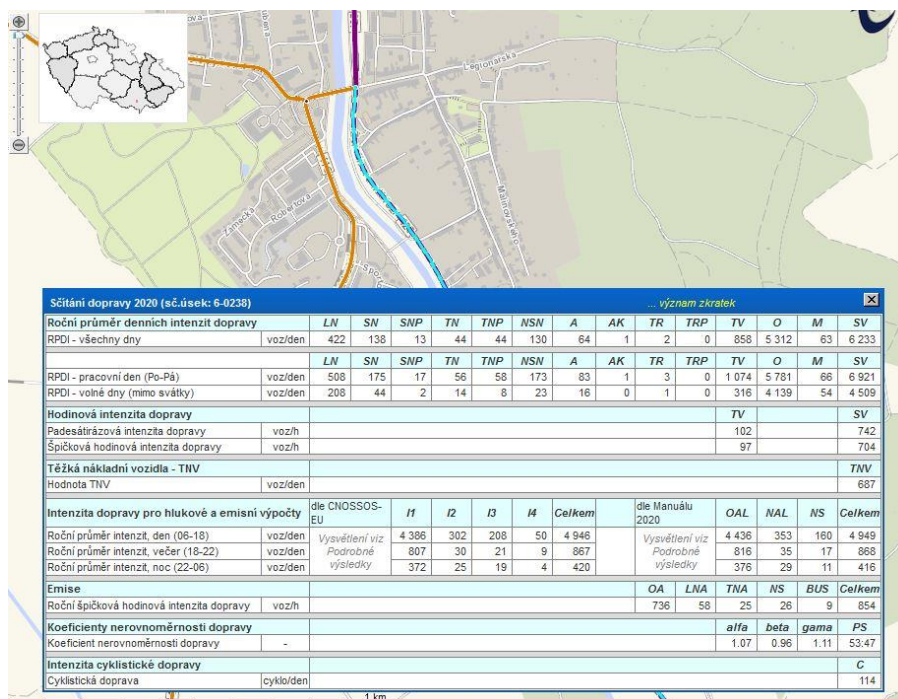 Legionářská
Malinovského
Zámecká
Robertova
Sčítání dopravy 2020 (sč.úsek: 6-0238) ... význam zkratek X
Roční průměr denních intenzit dopravy LN SN SNP TN TNP NSN A AK TR TRP TV O M SV
RPDI - všechny dny voz/den 422 138 13 44 44 130 64 1 2 0 858 5 312 63 6 233
LN SN SNP TN TNP NSN A AK TR TRP TV O M SV
RPDI - pracovní den (Po-Pá) voz/den 508 175 17 56 58 173 83 1 3 0 1 074 5 781 66 6 921
RPDI - volné dny (mimo svátky) voz/den 208 44 2 14 8 23 16 0 1 0 316 4 139 54 4 509
Hodinová intenzita dopravy TV SV
Padesátirázová intenzita dopravy voz/h 102 742
Špičková hodinová intenzita dopravy voz/h 97 704
Těžká nákladní vozidla - TNV TNV
Hodnota TNV voz/den 687
Intenzita dopravy pro hlukové a emisní výpočty dle CNOSSOS-EU I1 I2 I3 I4 Celkem dle Manuálu 2020 OAL NAL NS Celkem
Roční průměr intenzit, den (06-18) voz/den Vysvětlení viz 4 386 302 208 50 4 946 Vysvětlení viz 4 436 353 160 4 949
Roční průměr intenzit, večer (18-22) voz/den Podrobné 807 30 21 9 867 Podrobné 816 35 17 868
Roční průměr intenzit, noc (22-06) voz/den výsledky 372 25 19 4 420 výsledky 376 29 11 416
Emise OA LNA TNA NS BUS Celkem
Roční špičková hodinová intenzita dopravy voz/h 736 58 25 26 9 854
Koeficienty nerovnoměrnosti dopravy alfa beta gama PS
Koeficient nerovnoměrnosti dopravy - 1.07 0.96 1.11 53:47
Intenzita cyklistické dopravy C
Cyklistická doprava cyklo/den 114
1 km